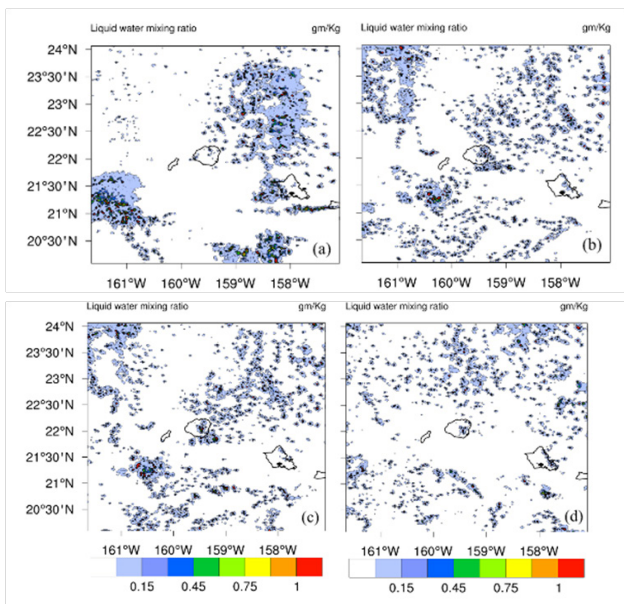 Liquid water mixing ratio gm/Kg Liquid water mixing ratio gm/Kg
24°N
23°30'N
23°N
22°30'N
22°N
21°30'N
21°N
20°30'N
(a) (b)
161°W 160°W 159°W 158°W 161°W 160°W 159°W 158°W
Liquid water mixing ratio gm/Kg Liquid water mixing ratio gm/Kg
24°N
23°30'N
23°N
22°30'N
22°N
21°30'N
21°N
20°30'N
(c) (d)
161°W 160°W 158°W 161°W 160°W 159°W 158°W
0.15 0.45 0.75 1 0.15 0.45 0.75 1